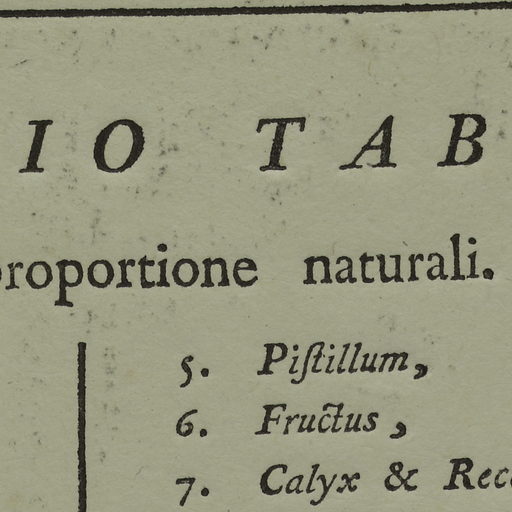 IO TAB
proportione naturali.
5. Piſtillum,
6. Fructus,
7. Calyx & Rec